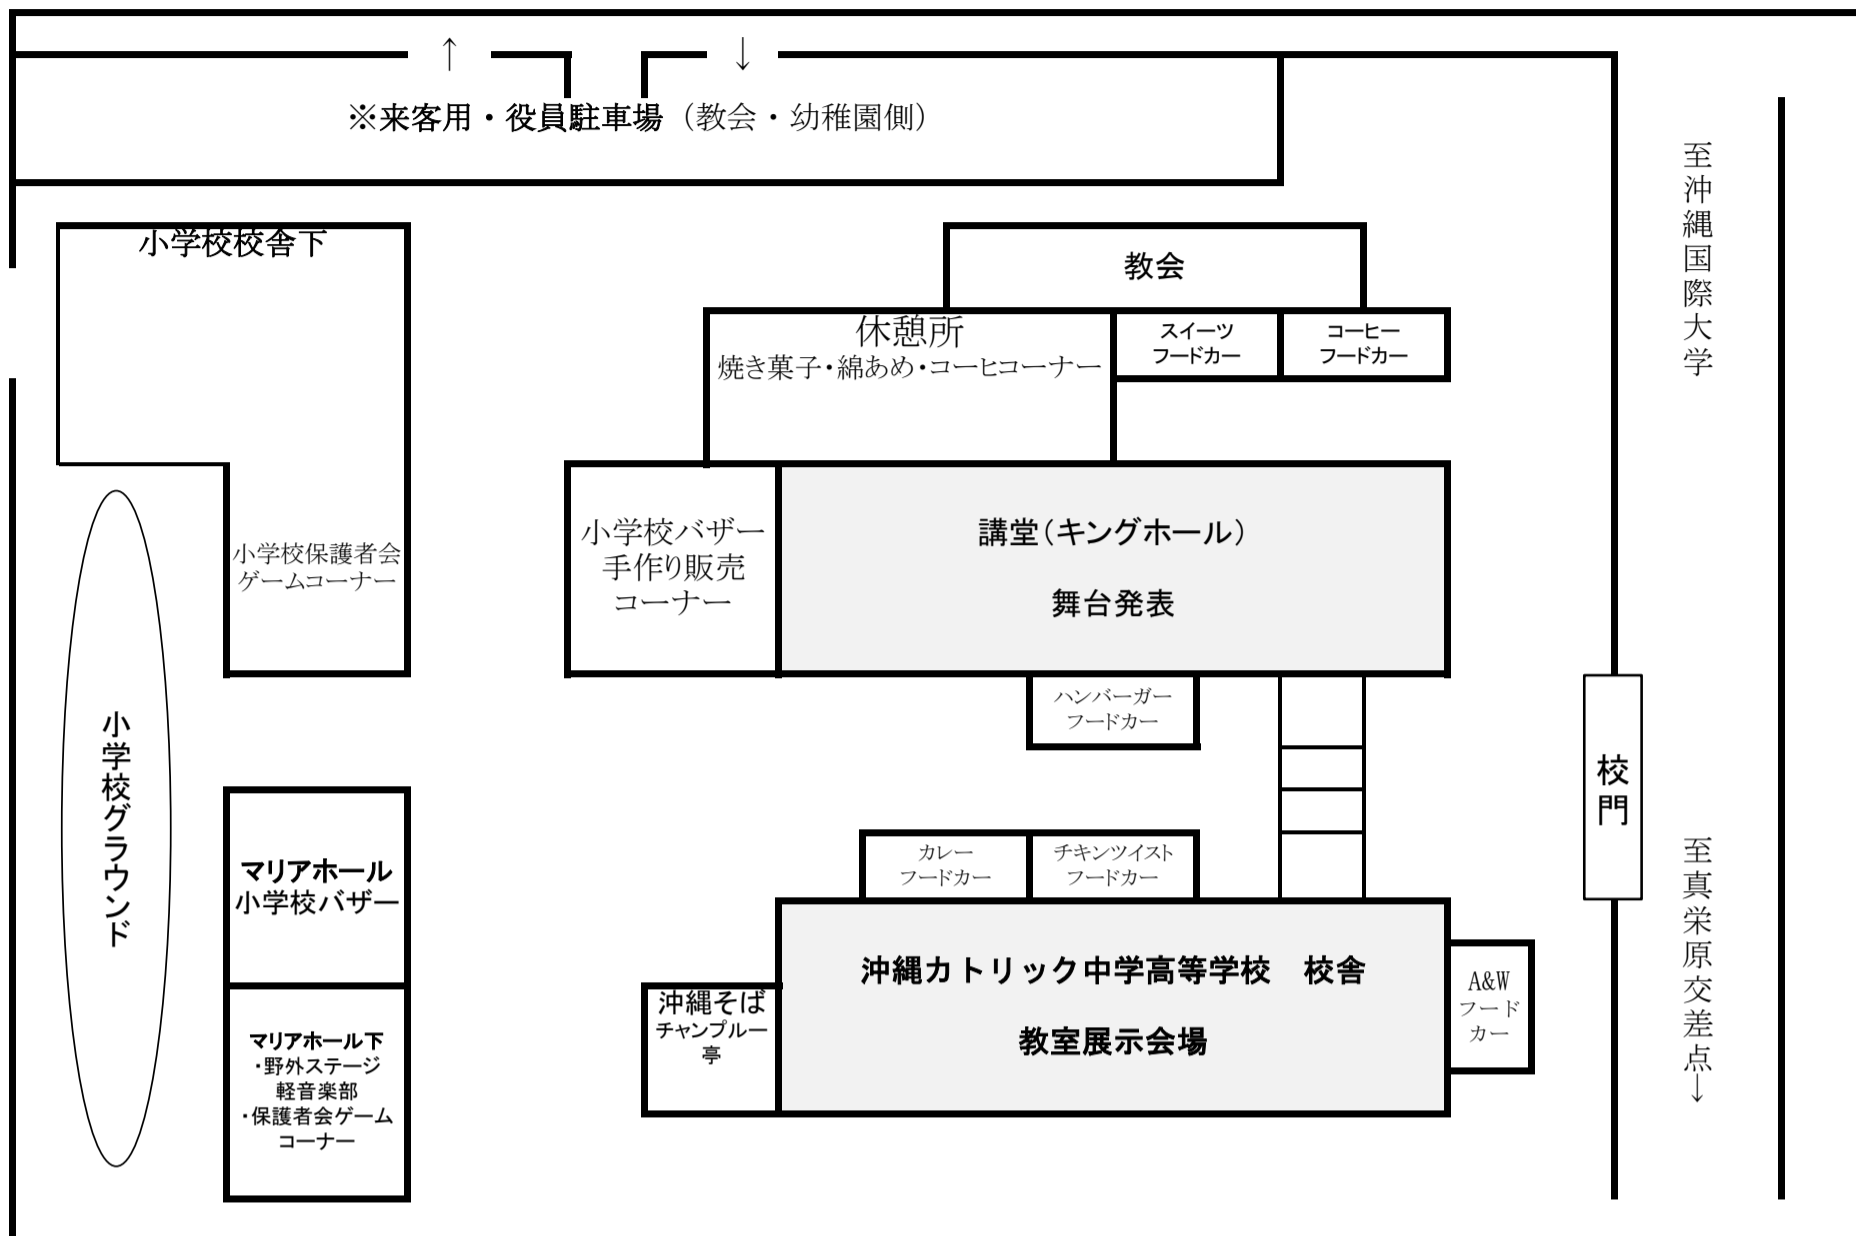 ↑
↓
※来客用・役員駐車場（教会・幼稚園側）
至沖縄国際大学
小学校校舎下
教会
休憩所
焼き菓子・綿あめ・コーヒコーナー
スイーツ
フードカー
コーヒー
フードカー
小学校保護者会
ゲームコーナー
小学校バザー
手作り販売
コーナー
講堂（キングホール）
舞台発表
ハンバーガー
フードカー
校門
小学校グラウンド
マリアホール
小学校バザー
カレー
フードカー
チキンツイスト
フードカー
至真栄原交差点↓
沖縄カトリック中学高等学校　校舎
教室展示会場
A&W
フード
カー
沖縄そば
チャンプルー
亭
マリアホール下
・野外ステージ
軽音楽部
・保護者会ゲーム
コーナー